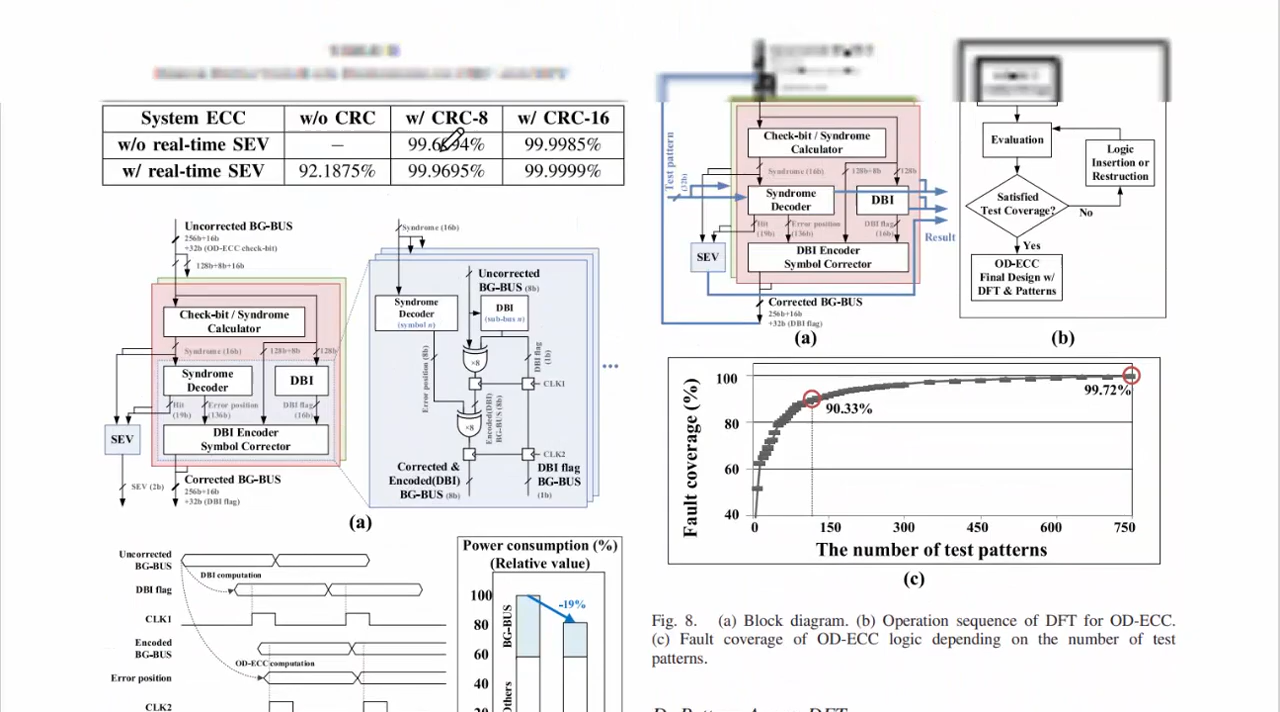 System ECC w/o CRC w/ CRC-8 w/ CRC-16
w/o real-time SEV – 99.9985%
w/ real-time SEV 92.1875% 99.9695% 99.9999%
Uncorrected BG-BUS
256b+16b
+32b (OD-ECC check-bit)
128b+8b+16b
Check-bit / Syndrome
Calculator
Syndrome (16b)
128b+8b
128b
Syndrome
Decoder
DBI
Hit
(19b)
Error position
(136b)
DBI flag
(16b)
SEV
DBI Encoder
Symbol Corrector
SEV (2b)
Corrected BG-BUS
256b+16b
+32b (DBI flag)
Syndrome (16b)
Uncorrected
BG-BUS (8b)
Syndrome
Decoder
(symbol n)
DBI
(sub-bus n)
×8
Error position (8b)
DBI flag
(1b)
CLK1
Encoded(DBI)
BG-BUS (8b)
×8
CLK2
Corrected &
Encoded(DBI)
BG-BUS (8b)
DBI flag
BG-BUS
(1b)
•••
(a)
Uncorrected
BG-BUS
DBI computation
DBI flag
CLK1
Encoded
BG-BUS
OD-ECC computation
Error position
CLK2
Power consumption (%)
(Relative value)
100
80
60
40
20
BG-BUS
Others
-19%
Test pattern
(32b)
Check-bit / Syndrome
Calculator
Syndrome (16b)
128b+8b
128b
Syndrome
Decoder
DBI
Hit
(19b)
Error position
(136b)
DBI flag
(16b)
Result
SEV
DBI Encoder
Symbol Corrector
Corrected BG-BUS
256b+16b
+32b (DBI flag)
(a)
Evaluation
Logic
Insertion or
Restruction
Satisfied
Test Coverage?
No
Yes
OD-ECC
Final Design w/
DFT & Patterns
(b)
Fault coverage (%)
100
80
60
40
90.33%
99.72%
0 150 300 450 600 750
The number of test patterns
(c)
Fig. 8. (a) Block diagram. (b) Operation sequence of DFT for OD-ECC.
(c) Fault coverage of OD-ECC logic depending on the number of test
patterns.